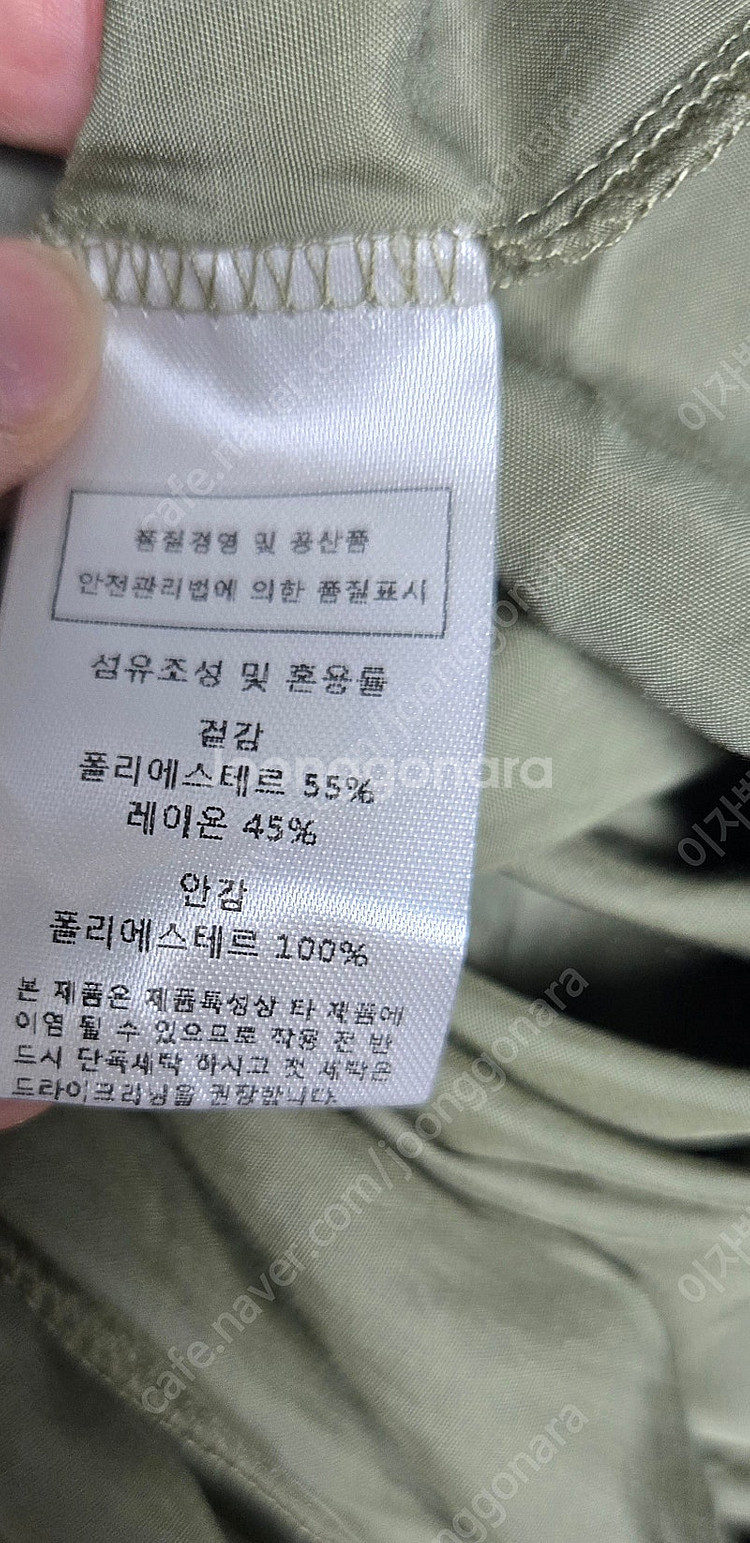 품질경영 및 공산품
안전관리법에 의한 품질표시
섬유조성 및 혼용률
겉감
폴리에스테르 55%
레이온 45%
안감
폴리에스테르 100%
본 제품은 제품특성상 타 제품에
이염 될 수 있으므로 착용 전 반
드시 단독세탁 하시고 첫 세탁은
드라이크리닝을 권장합니다.
joonggonara
cafe.naver.com/joonggonara